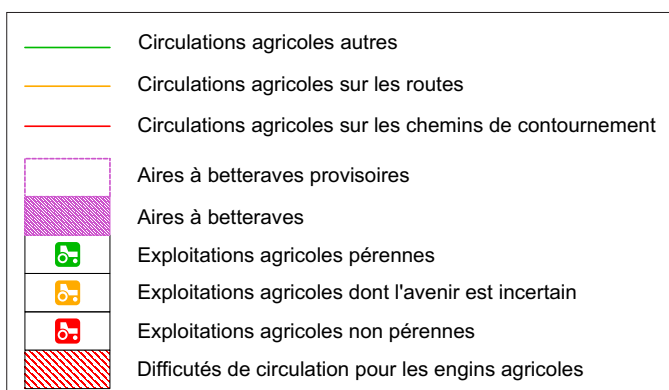 Circulations agricoles autres
Circulations agricoles sur les routes
Circulations agricoles sur les chemins de contournement
Aires à betteraves provisoires
Aires à betteraves
Exploitations agricoles pérennes
Exploitations agricoles dont l'avenir est incertain
Exploitations agricoles non pérennes
Difficutés de circulation pour les engins agricoles